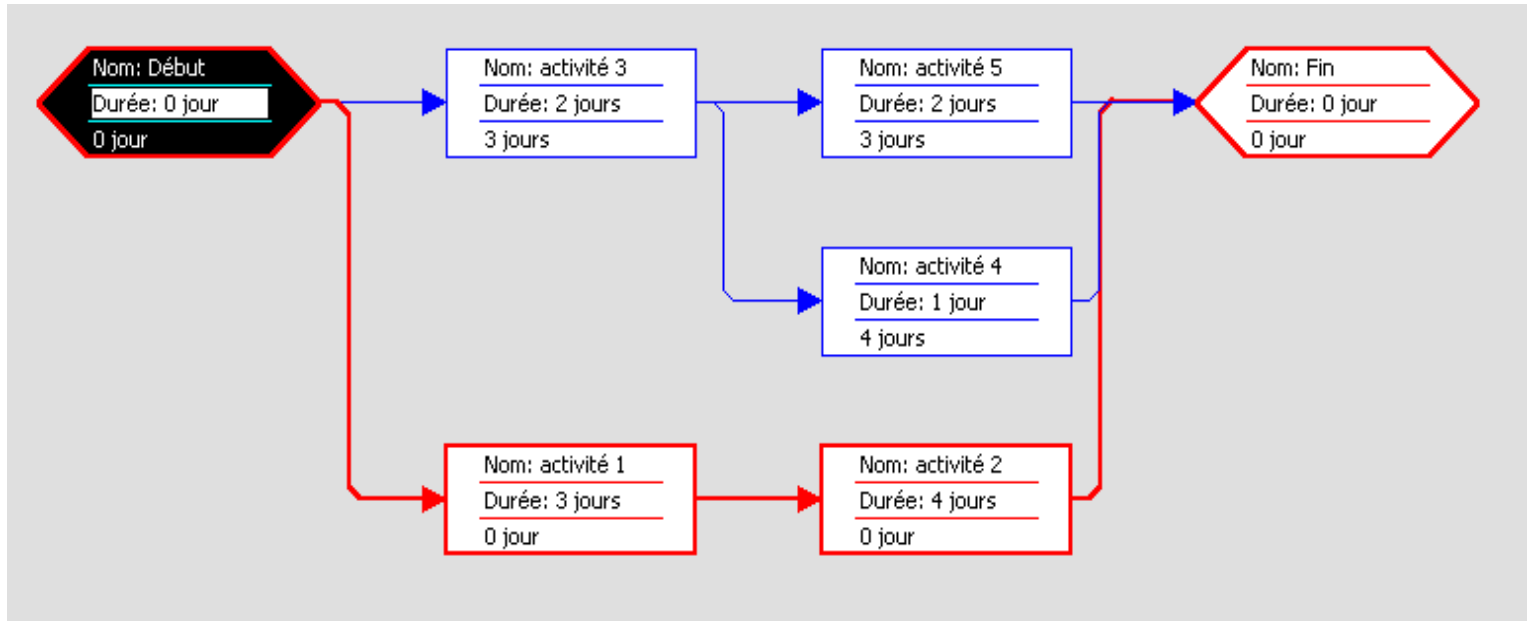 Nom: Début
Durée: 0 jour
0 jour
Nom: activité 3
Durée: 2 jours
3 jours
Nom: activité 5
Durée: 2 jours
3 jours
Nom: Fin
Durée: 0 jour
0 jour
Nom: activité 4
Durée: 1 jour
4 jours
Nom: activité 1
Durée: 3 jours
0 jour
Nom: activité 2
Durée: 4 jours
0 jour